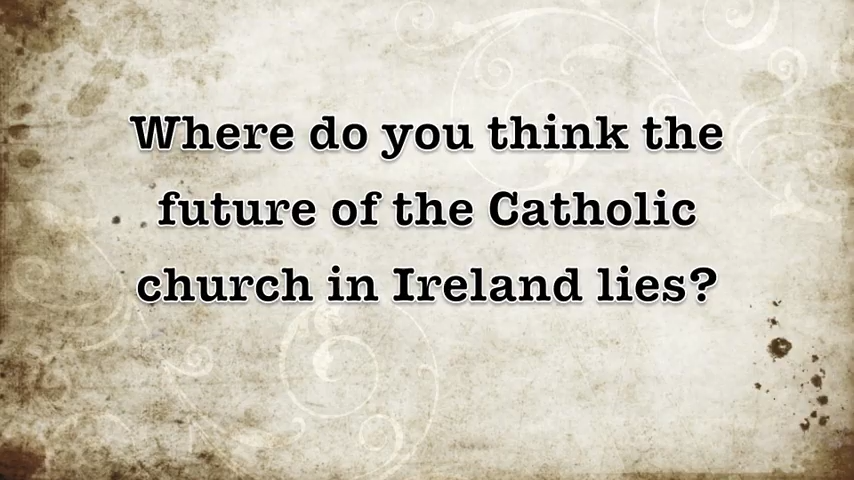 Where do you think the
future of the Catholic
church in Ireland lies?